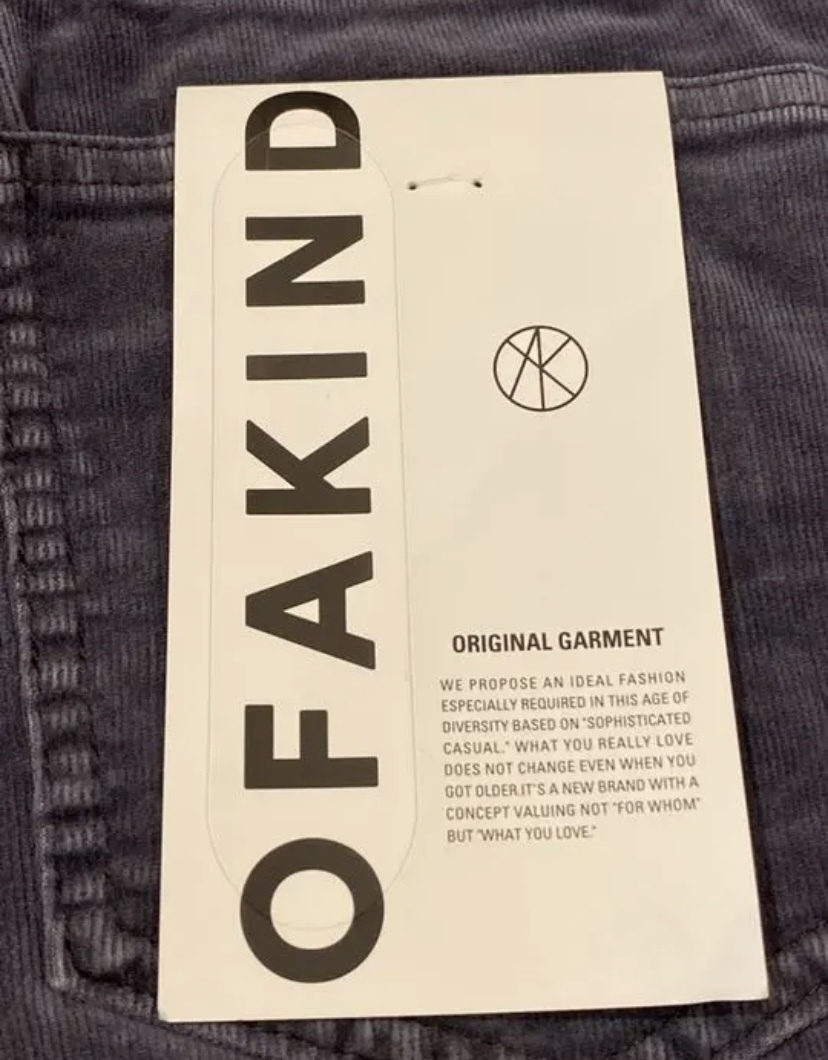 OFAKIND
ORIGINAL GARMENT
WE PROPOSE AN IDEAL FASHION
ESPECIALLY REQUIRED IN THIS AGE OF
DIVERSITY BASED ON "SOPHISTICATED
CASUAL." WHAT YOU REALLY LOVE
DOES NOT CHANGE EVEN WHEN YOU
GOT OLDER.IT'S A NEW BRAND WITH A
CONCEPT VALUING NOT "FOR WHOM"
BUT "WHAT YOU LOVE."